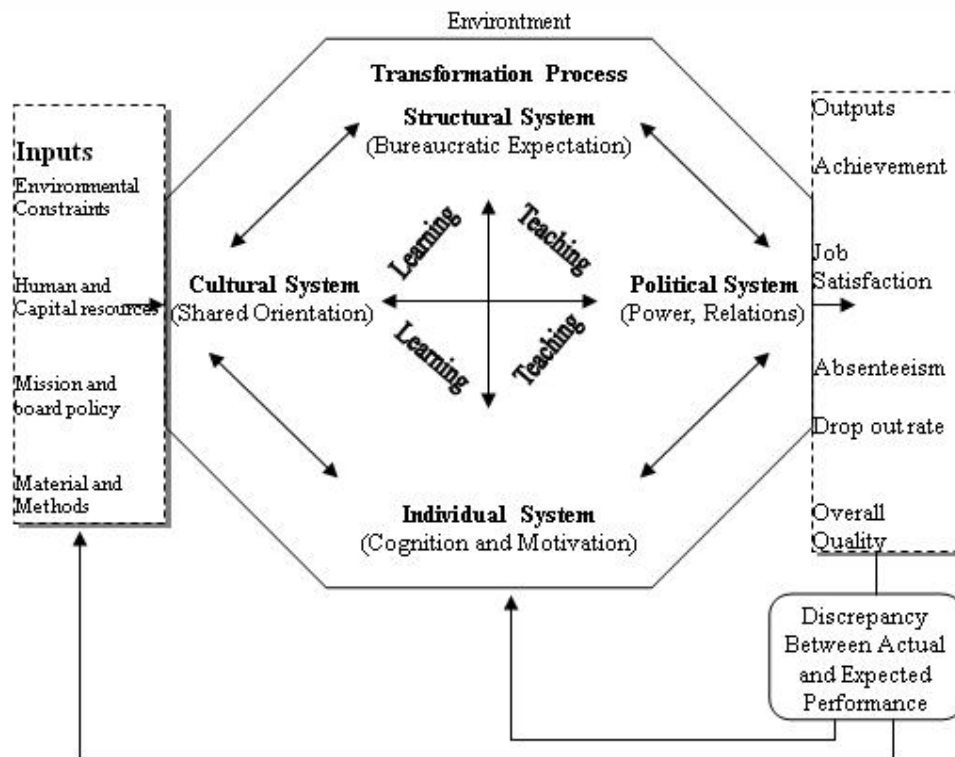 Environtment
Transformation Process
Structural System
(Bureaucratic Expectation)
Inputs
Environmental
Constraints
Human and
Capital resources
Mission and
board policy
Material and
Methods
Learning
Teaching
Cultural System
(Shared Orientation)
Political System
(Power, Relations)
Learning
Teaching
Individual System
(Cognition and Motivation)
Outputs
Achievement
Job
Satisfaction
Absenteeism
Drop out rate
Overall
Quality
Discrepancy
Between Actual
and Expected
Performance